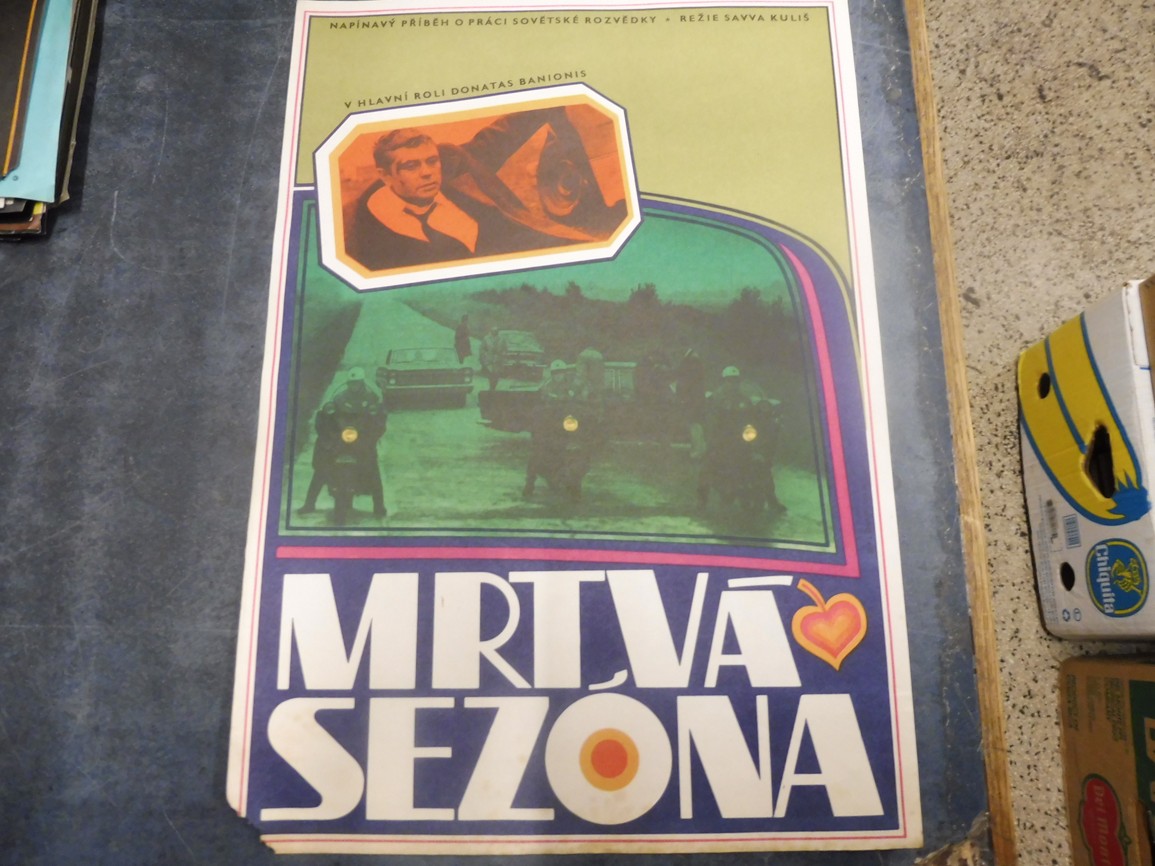 NAPÍNAVÝ PŘÍBĚH O PRÁCI SOVĚTSKÉ ROZVĚDKY • REŽIE SAVVA KULIŠ
V HLAVNÍ ROLI DONATAS BANIONIS
MRTVÁ
SEZÓNA
Chiquita